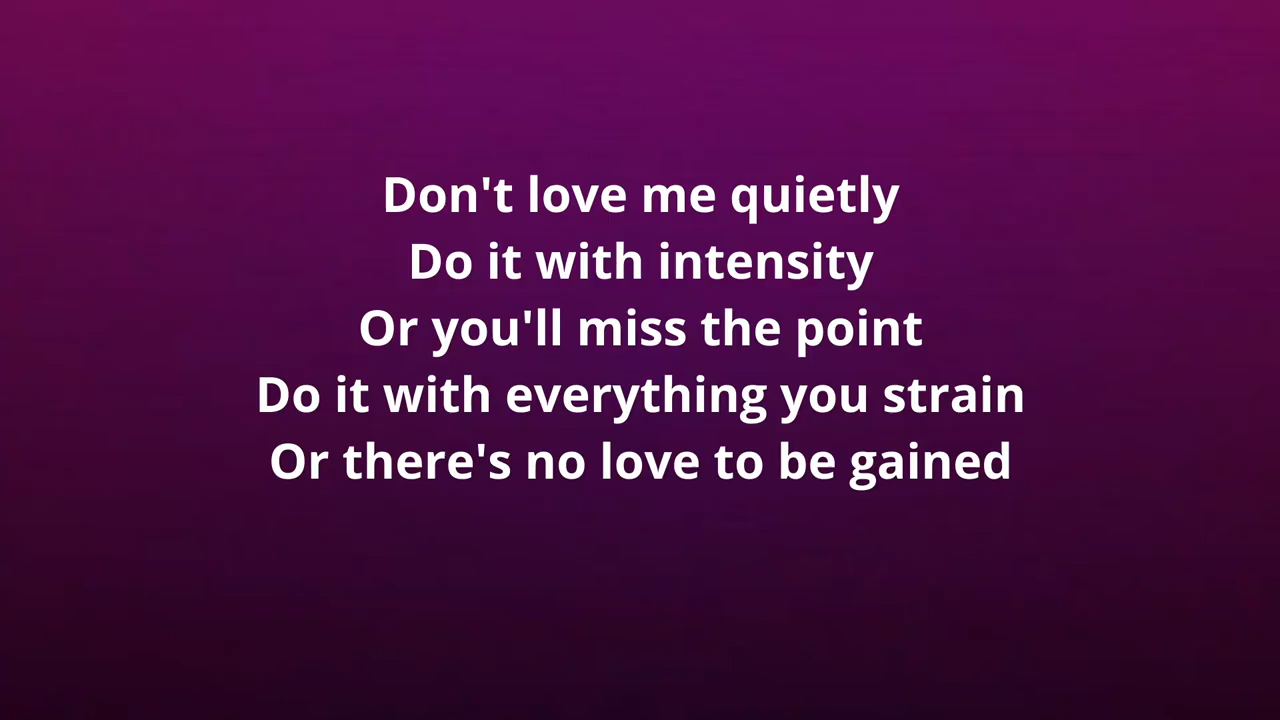 Don't love me quietly
Do it with intensity
Or you'll miss the point
Do it with everything you strain
Or there's no love to be gained